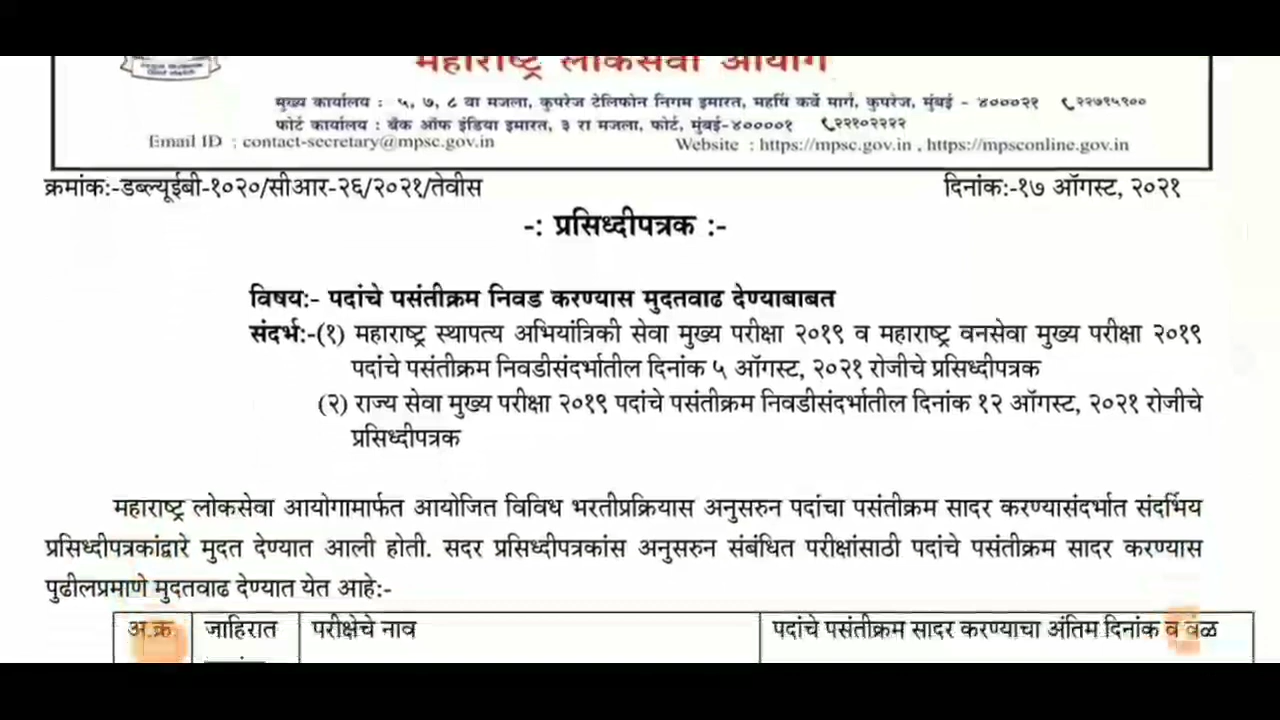 महाराष्ट्र लोकसेवा आयोग
मुख्य कार्यालय : ५, ७, ८ वा मजला, कुपरेज टेलिफोन निगम इमारत, महर्षि कर्वे मार्ग, कुपरेज, मुंबई - ४०००२१ २२७९५९००
फोर्ट कार्यालय : बँक ऑफ इंडिया इमारत, ३ रा मजला, फोर्ट, मुंबई-४००००१ २२१०२२२२
Email ID : contact-secretary@mpsc.gov.in Website : https://mpsc.gov.in , https://mpsconline.gov.in
क्रमांक:-डब्ल्यूईबी-१०२०/सीआर-२६/२०२१/तेवीस दिनांक:-१७ ऑगस्ट, २०२१
-: प्रसिध्दीपत्रक :-
विषय:- पदांचे पसंतीक्रम निवड करण्यास मुदतवाढ देण्याबाबत
संदर्भ:-(१) महाराष्ट्र स्थापत्य अभियांत्रिकी सेवा मुख्य परीक्षा २०१९ व महाराष्ट्र वनसेवा मुख्य परीक्षा २०१९
पदांचे पसंतीक्रम निवडीसंदर्भातील दिनांक ५ ऑगस्ट, २०२१ रोजीचे प्रसिध्दीपत्रक
(२) राज्य सेवा मुख्य परीक्षा २०१९ पदांचे पसंतीक्रम निवडीसंदर्भातील दिनांक १२ ऑगस्ट, २०२१ रोजीचे
प्रसिध्दीपत्रक
महाराष्ट्र लोकसेवा आयोगामार्फत आयोजित विविध भरतीप्रक्रियास अनुसरुन पदांचा पसंतीक्रम सादर करण्यासंदर्भात संदर्भिय
प्रसिध्दीपत्रकांद्वारे मुदत देण्यात आली होती. सदर प्रसिध्दीपत्रकांस अनुसरुन संबंधित परीक्षांसाठी पदांचे पसंतीक्रम सादर करण्यास
पुढीलप्रमाणे मुदतवाढ देण्यात येत आहे:-
अ.क्र. जाहिरात परीक्षेचे नाव पदांचे पसंतीक्रम सादर करण्याचा अंतिम दिनांक व वेळ